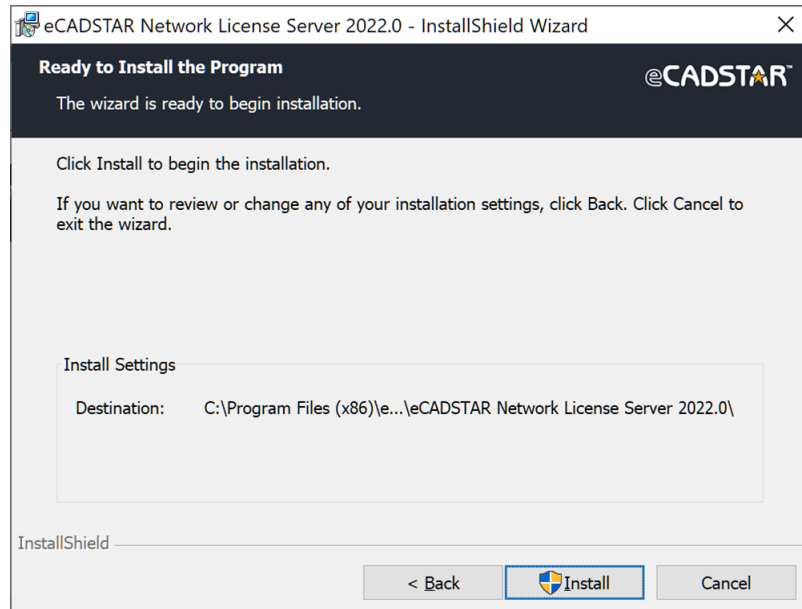 eCADSTAR Network License Server 2022.0 - InstallShield Wizard
Ready to Install the Program
eCADSTAR™
The wizard is ready to begin installation.
Click Install to begin the installation.
If you want to review or change any of your installation settings, click Back. Click Cancel to
exit the wizard.
Install Settings
Destination: C:\Program Files (x86)\e...\eCADSTAR Network License Server 2022.0\
InstallShield
< Back Install Cancel